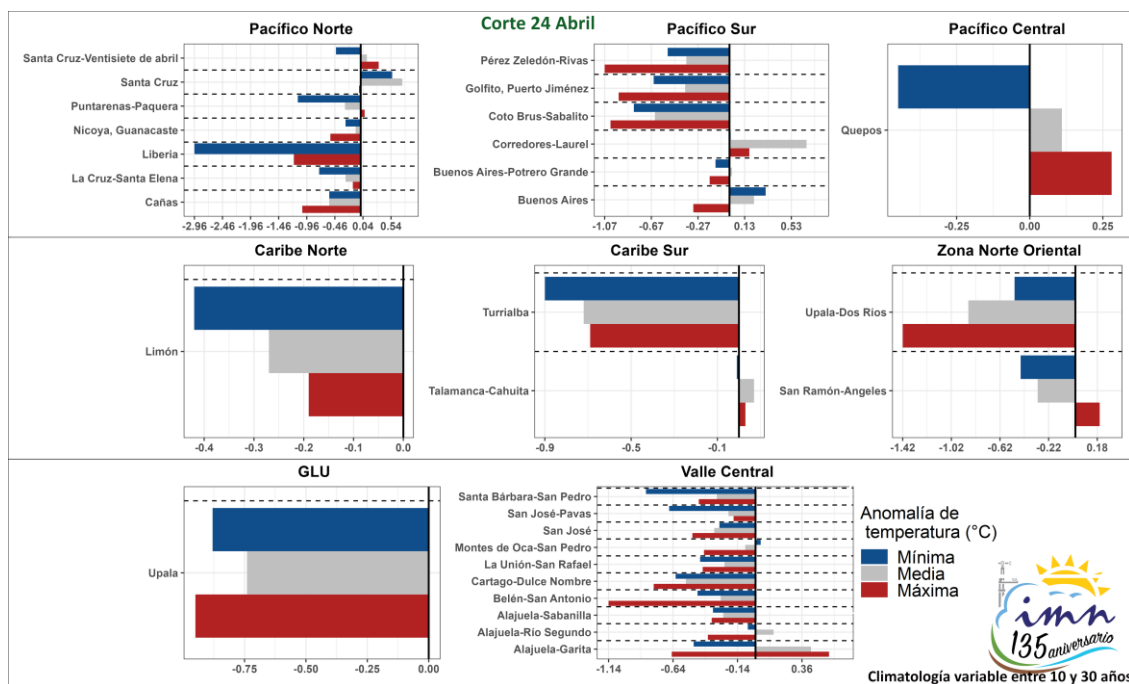 Corte 24 Abril
Pacífico Norte
Santa Cruz-Ventisiete de abril
Santa Cruz
Puntarenas-Paquera
Nicoya, Guanacaste
Liberia
La Cruz-Santa Elena
Cañas
-2.96 -2.46 -1.96 -1.46 -0.96 -0.46 0.04 0.54
Pacífico Sur
Pérez Zeledón-Rivas
Golfito, Puerto Jiménez
Coto Brus-Sabalito
Corredores-Laurel
Buenos Aires-Potrero Grande
Buenos Aires
-1.07 -0.67 -0.27 0.13 0.53
Pacífico Central
Quepos
-0.25 0.00 0.25
Caribe Norte
Limón
-0.4 -0.3 -0.2 -0.1 0.0
Caribe Sur
Turrialba
Talamanca-Cahuita
-0.9 -0.5 -0.1
Zona Norte Oriental
Upala-Dos Ríos
San Ramón-Angeles
-1.42 -1.02 -0.62 -0.22 0.18
GLU
Upala
-0.75 -0.50 -0.25 0.00
Valle Central
Santa Bárbara-San Pedro
San José-Pavas
San José
Montes de Oca-San Pedro
La Unión-San Rafael
Cartago-Dulce Nombre
Belén-San Antonio
Alajuela-Sabanilla
Alajuela-Río Segundo
Alajuela-Garita
-1.14 -0.64 -0.14 0.36
Anomalía de
temperatura (°C)
Mínima
Media
Máxima
imn
135 aniversario
Climatología variable entre 10 y 30 años